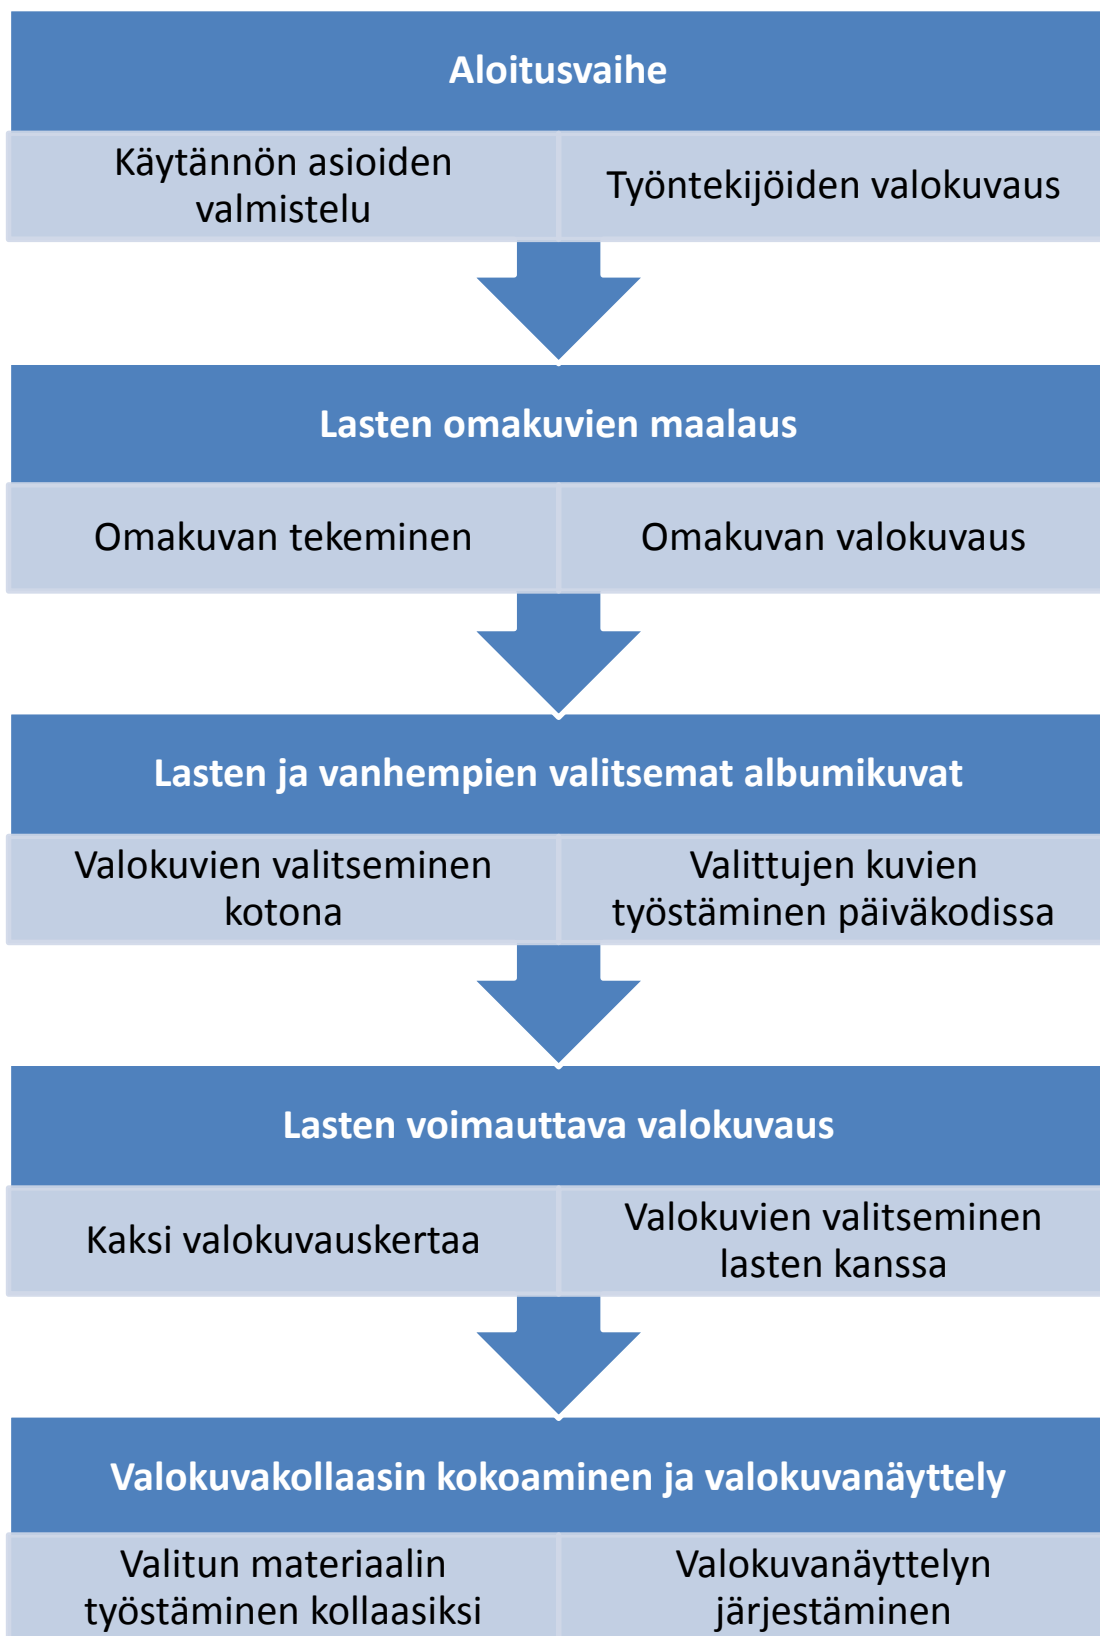 Aloitusvaihe
Käytännön asioiden
valmistelu
Työntekijöiden valokuvaus
Lasten omakuvien maalaus
Omakuvan tekeminen
Omakuvan valokuvaus
Lasten ja vanhempien valitsemat albumikuvat
Valokuvien valitseminen
kotona
Valittujen kuvien
työstäminen päiväkodissa
Lasten voimauttava valokuvaus
Kaksi valokuvauskertaa
Valokuvien valitseminen
lasten kanssa
Valokuvakollaasin kokoaminen ja valokuvanäyttely
Valitun materiaalin
työstäminen kollaasiksi
Valokuvanäyttelyn
järjestäminen